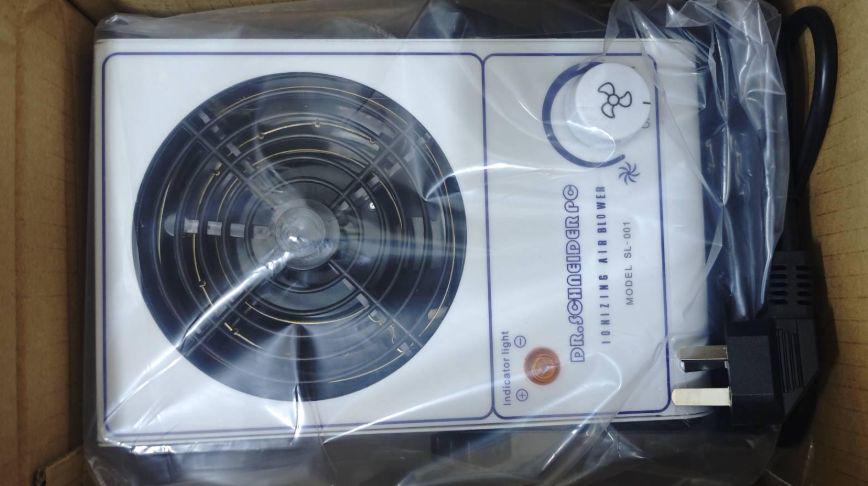 DR.SCHNEIDER PC
IONIZING AIR BLOWER
MODEL SL-001
Indicator light